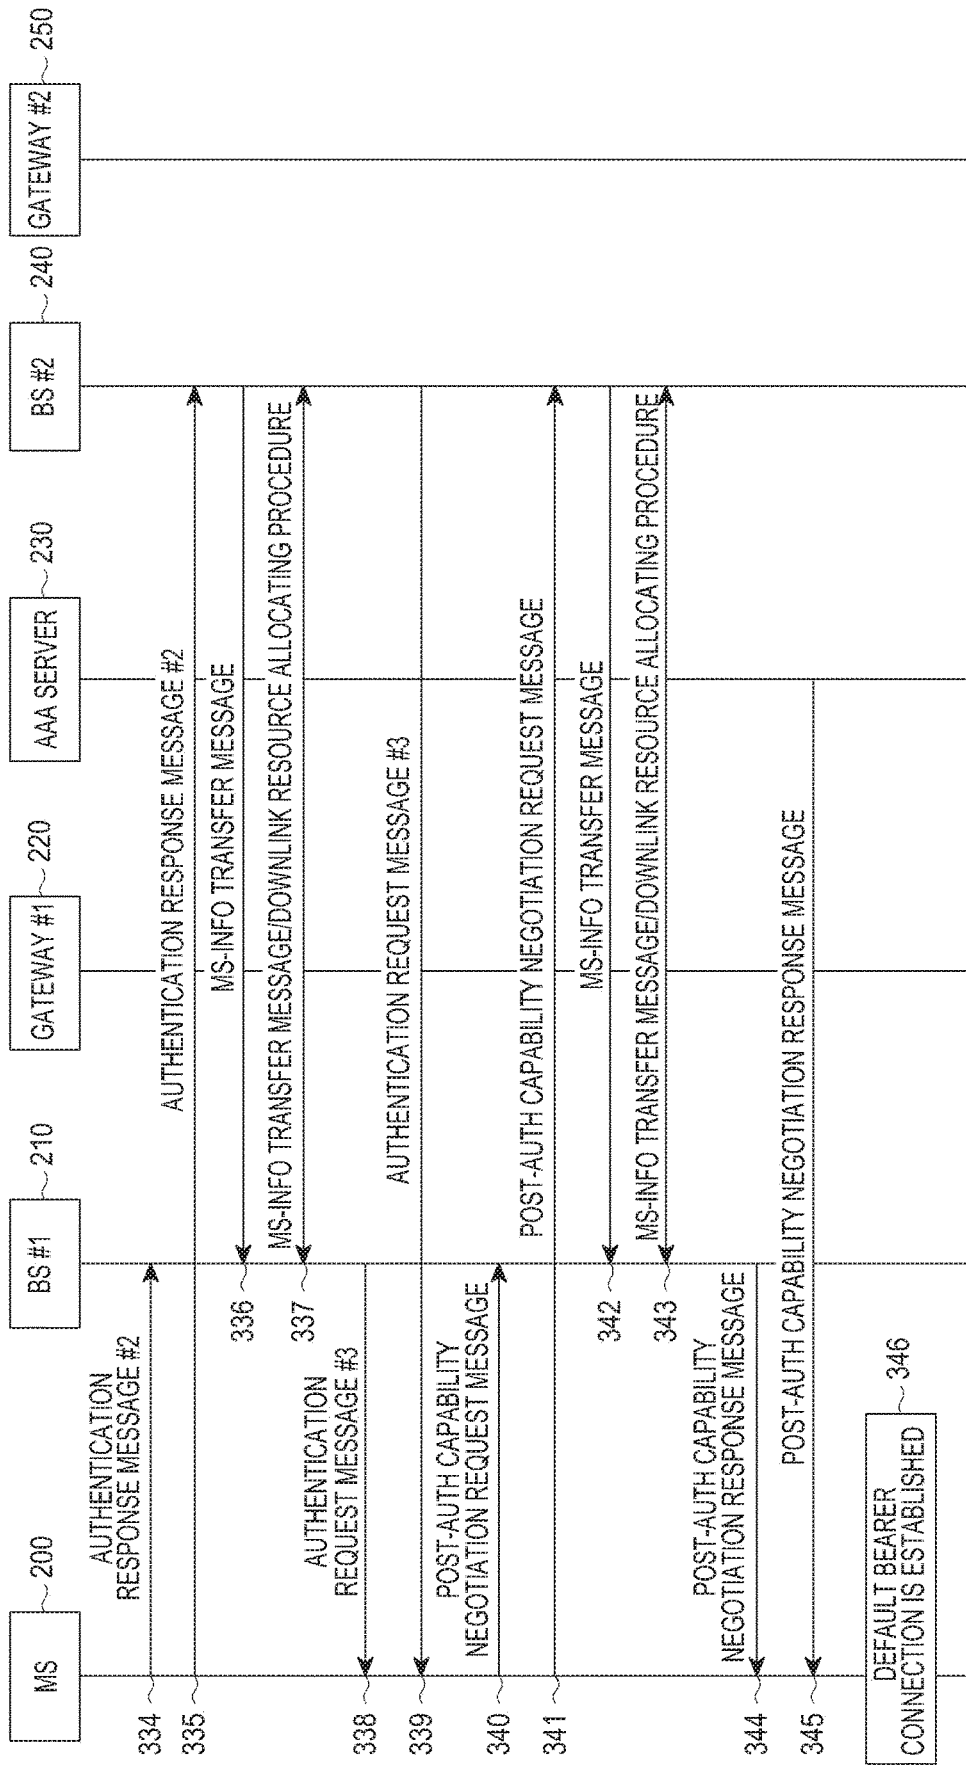 MS
200
BS #1
210
GATEWAY #1
220
AAA SERVER
230
BS #2
240
GATEWAY #2
250
334
AUTHENTICATION
RESPONSE MESSAGE #2
335
AUTHENTICATION RESPONSE MESSAGE #2
336
MS-INFO TRANSFER MESSAGE
337
MS-INFO TRANSFER MESSAGE/DOWNLINK RESOURCE ALLOCATING PROCEDURE
338
AUTHENTICATION
REQUEST MESSAGE #3
339
AUTHENTICATION REQUEST MESSAGE #3
340
POST-AUTH CAPABILITY
NEGOTIATION REQUEST MESSAGE
341
POST-AUTH CAPABILITY NEGOTIATION REQUEST MESSAGE
342
MS-INFO TRANSFER MESSAGE
343
MS-INFO TRANSFER MESSAGE/DOWNLINK RESOURCE ALLOCATING PROCEDURE
344
POST-AUTH CAPABILITY
NEGOTIATION RESPONSE MESSAGE
345
POST-AUTH CAPABILITY NEGOTIATION RESPONSE MESSAGE
DEFAULT BEARER
CONNECTION IS ESTABLISHED
346